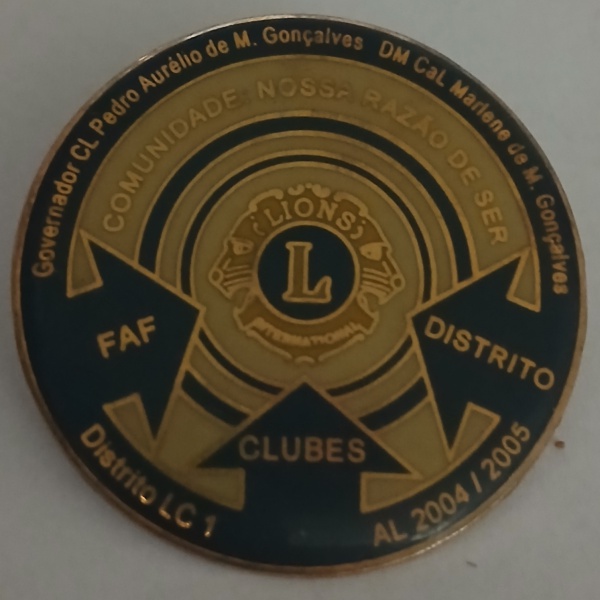 Governador CL Pedro Aurélio de M. Gonçalves DM CaL Marlene de M. Gonçalves
COMUNIDADE: NOSSA RAZÃO DE SER
LIONS
L
INTERNATIONAL
FAF
DISTRITO
CLUBES
Distrito LC 1
AL 2004 / 2005